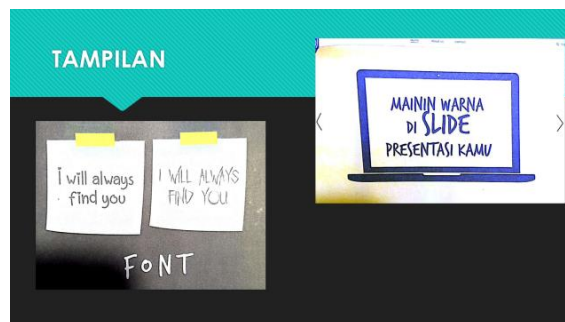 TAMPILAN
i will always
find you
I WILL ALWAYS
FIND YOU
FONT
MAININ WARNA
DI SLIDE
PRESENTASI KAMU